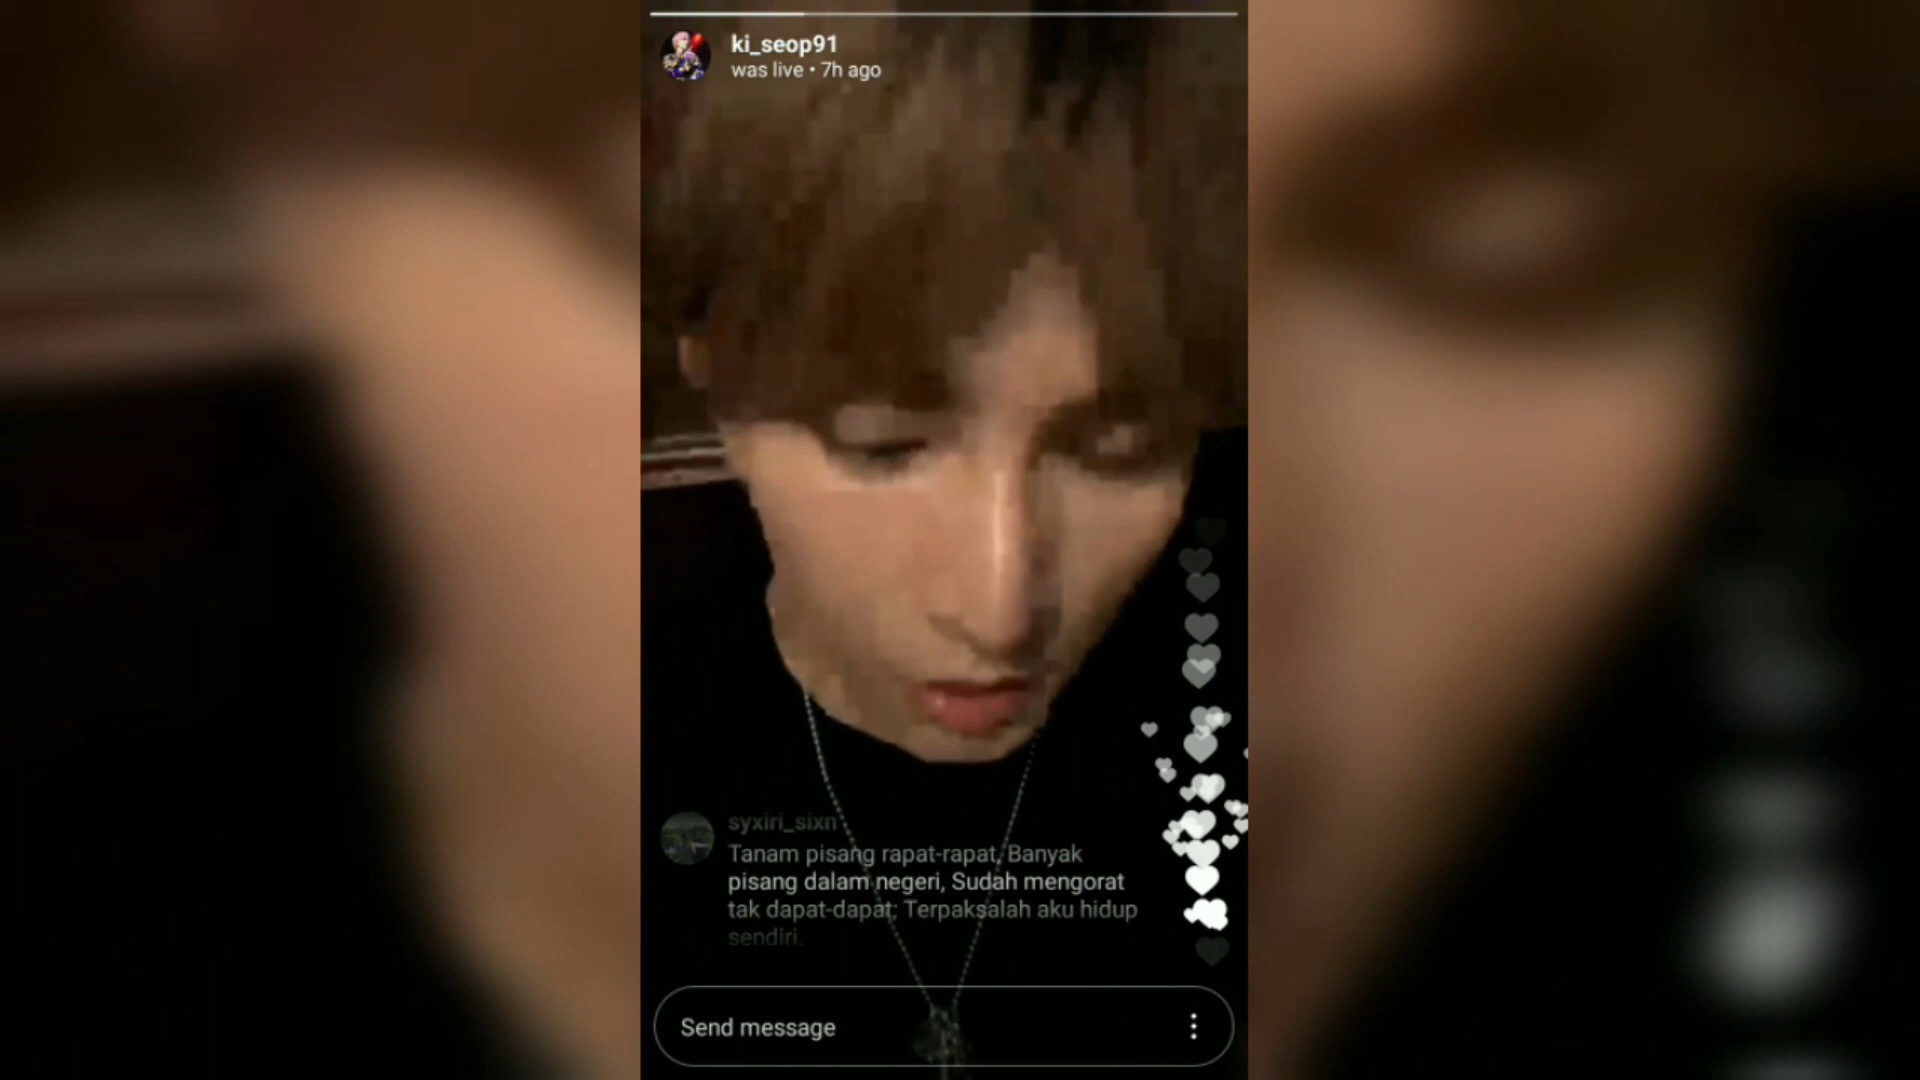 ki_seop91
was live • 7h ago
syxiri_sixn
Tanam pisang rapat-rapat, Banyak
pisang dalam negeri, Sudah mengorat
tak dapat-dapat; Terpaksalah aku hidup
sendiri.
Send message